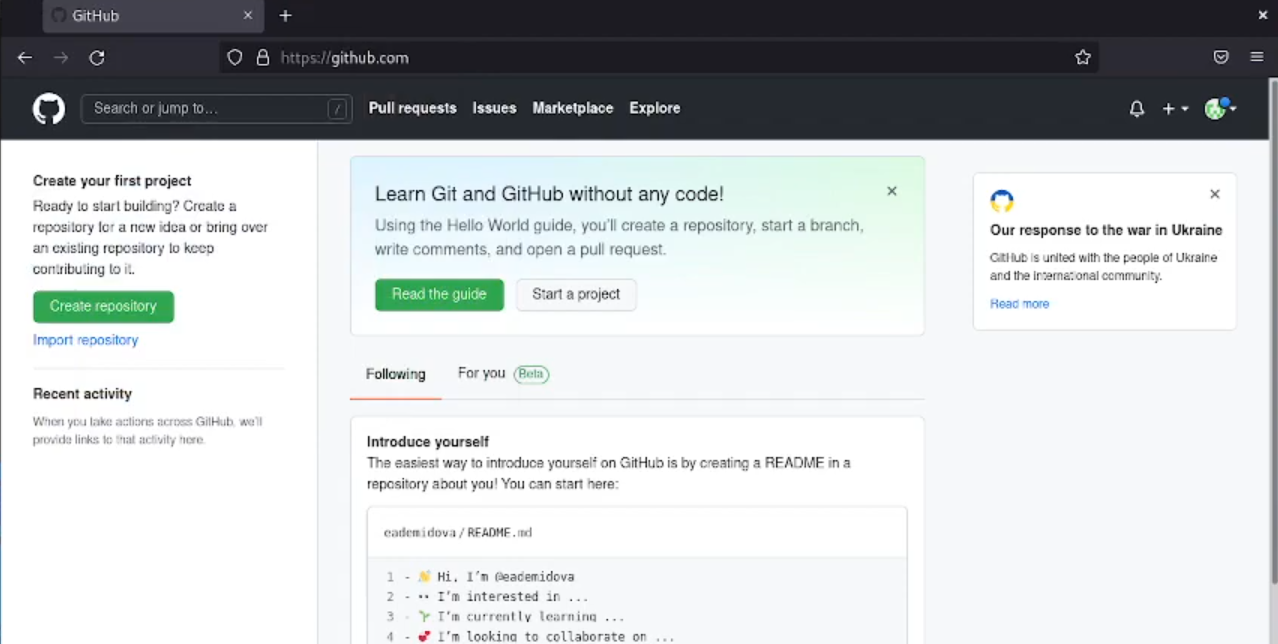 GitHub
https://github.com
Search or jump to...
/
Pull requests Issues Marketplace Explore
Create your first project
Ready to start building? Create a
repository for a new idea or bring over
an existing repository to keep
contributing to it.
Create repository
Import repository
Recent activity
When you take actions across GitHub, we'll
provide links to that activity here.
Learn Git and GitHub without any code!
Using the Hello World guide, you'll create a repository, start a branch,
write comments, and open a pull request.
Read the guide Start a project
Following For you Beta
Introduce yourself
The easiest way to introduce yourself on GitHub is by creating a README in a
repository about you! You can start here:
eademidova/README.md
1 - 👋 Hi, I'm @eademidova
2 - 👀 I'm interested in ...
3 - 🌱 I'm currently learning ...
4 - 💞️ I'm looking to collaborate on ...
Our response to the war in Ukraine
GitHub is united with the people of Ukraine
and the international community.
Read more